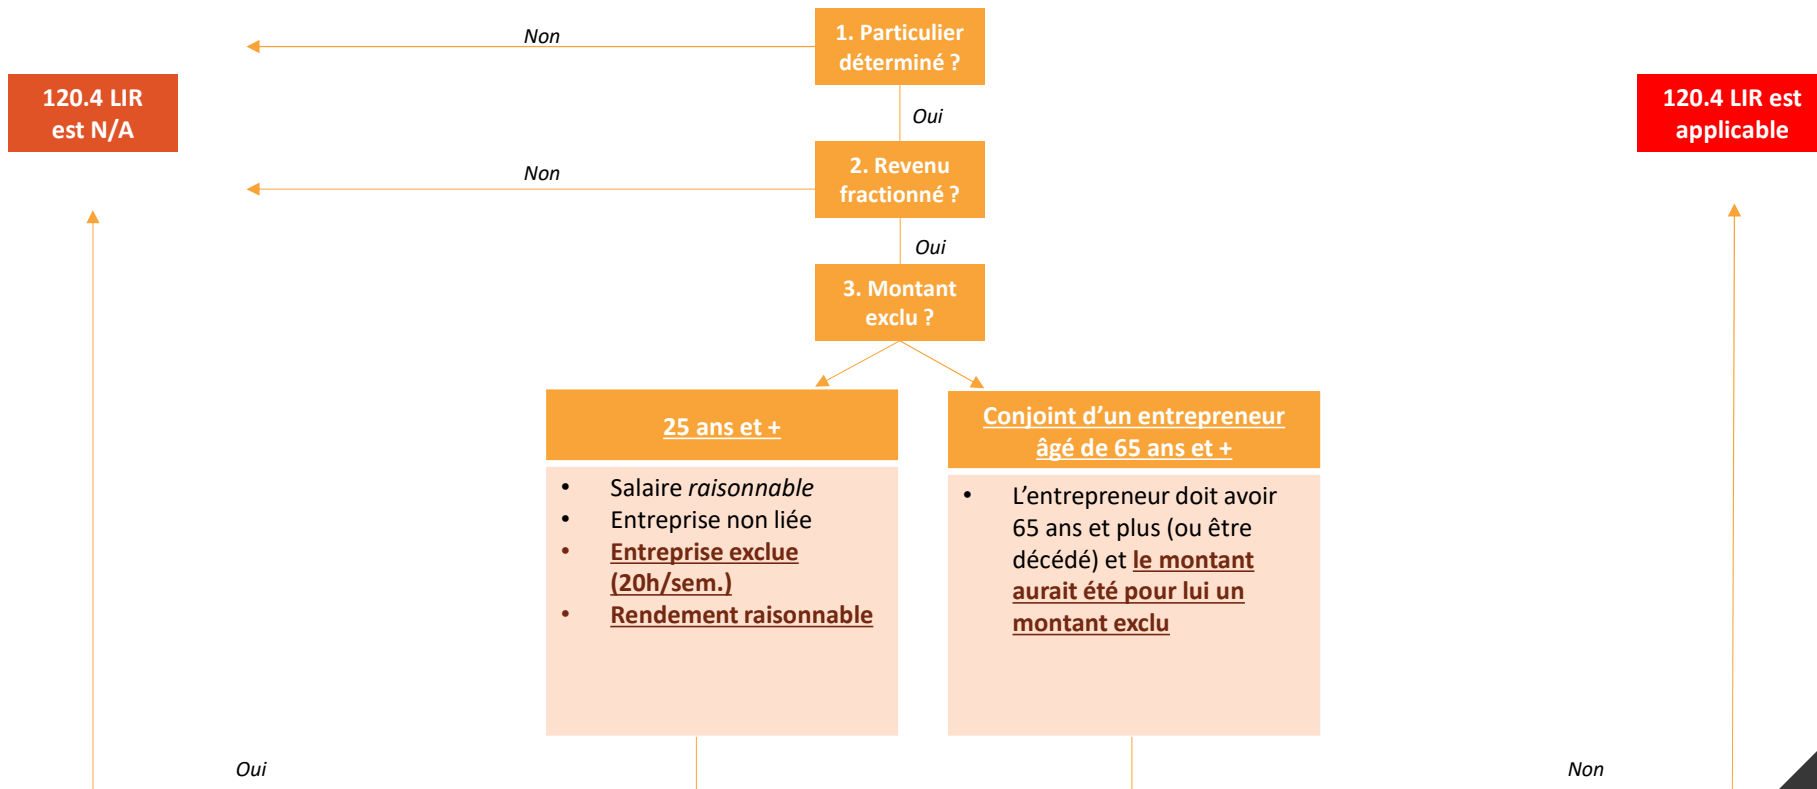 Non
1. Particulier
déterminé ?
120.4 LIR
est N/A
120.4 LIR est
applicable
Oui
Non
2. Revenu
fractionné ?
Oui
3. Montant
exclu ?
25 ans et +
• Salaire raisonnable
• Entreprise non liée
• Entreprise exclue
(20h/sem.)
• Rendement raisonnable
Conjoint d’un entrepreneur
âgé de 65 ans et +
• L’entrepreneur doit avoir
65 ans et plus (ou être
décédé) et le montant
aurait été pour lui un
montant exclu
Oui
Non